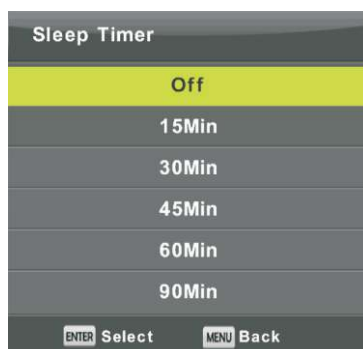 Sleep Timer
Off
15Min
30Min
45Min
60Min
90Min
ENTER Select MENU Back